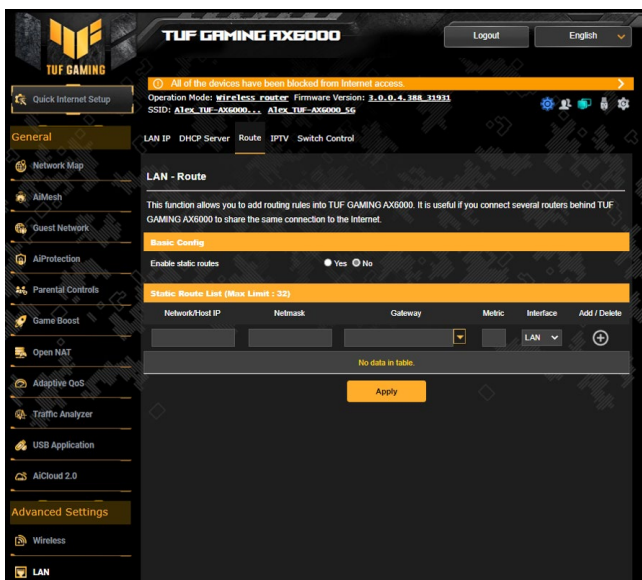 TUF GAMING
TUF GAMING AX6000
Logout
English
All of the devices have been blocked from Internet access.
Quick Internet Setup
Operation Mode: Wireless router Firmware Version: 3.0.0.4.388_31931
SSID: Alex_TUF-AX6000... Alex_TUF-AX6000_5G
General
LAN IP DHCP Server Route IPTV Switch Control
Network Map
AiMesh
Guest Network
AiProtection
Parental Controls
Game Boost
Open NAT
Adaptive QoS
Traffic Analyzer
USB Application
AiCloud 2.0
Advanced Settings
Wireless
LAN
LAN - Route
This function allows you to add routing rules into TUF GAMING AX6000. It is useful if you connect several routers behind TUF
GAMING AX6000 to share the same connection to the Internet.
Basic Config
Enable static routes Yes No
Static Route List (Max Limit : 32)
Network/Host IP Netmask Gateway Metric Interface Add / Delete
LAN
No data in table.
Apply